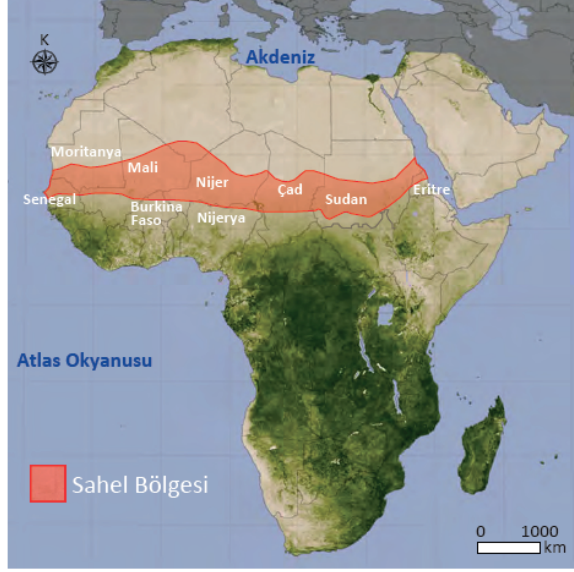 K
Akdeniz
Moritanya
Mali
Nijer
Çad
Sudan
Eritre
Senegal
Burkina
Faso
Nijerya
Atlas Okyanusu
Sahel Bölgesi
0 1000
km